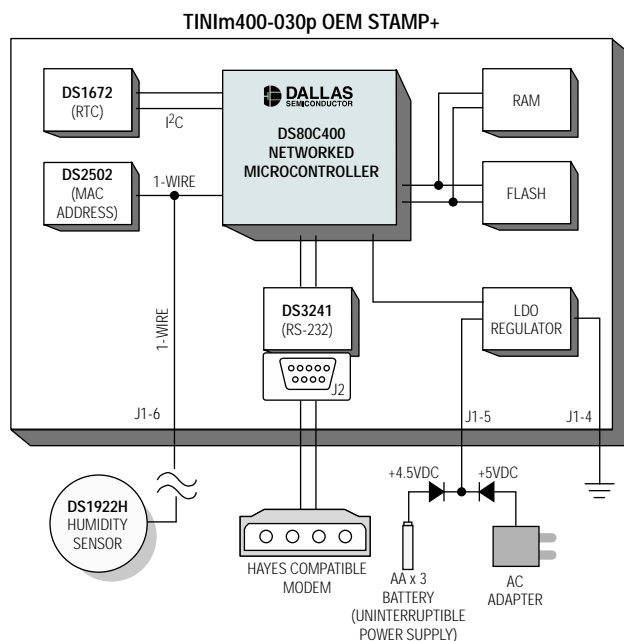 TINIm400-030p OEM STAMP+
DS1672
(RTC)
I²C
DALLAS
SEMICONDUCTOR
DS80C400
NETWORKED
MICROCONTROLLER
RAM
DS2502
(MAC
ADDRESS)
1-WIRE
FLASH
DS3241
(RS-232)
LDO
REGULATOR
1-WIRE
J2
J1-6
J1-5
J1-4
+4.5VDC
+5VDC
DS1922H
HUMIDITY
SENSOR
HAYES COMPATIBLE
MODEM
AA x 3
BATTERY
(UNINTERRUPTIBLE
POWER SUPPLY)
AC
ADAPTER